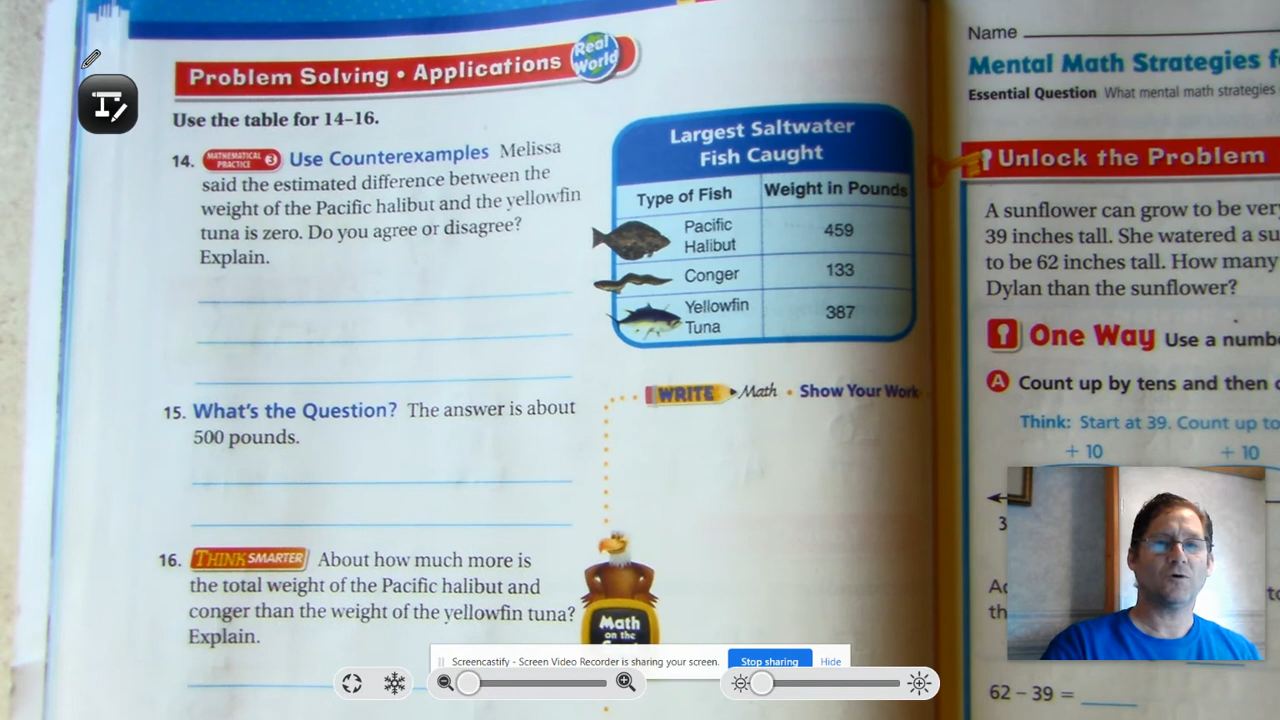 Problem Solving • Applications
Real World
Use the table for 14–16.
14. MATHEMATICAL PRACTICE 3 Use Counterexamples Melissa
said the estimated difference between the
weight of the Pacific halibut and the yellowfin
tuna is zero. Do you agree or disagree?
Explain.
15. What's the Question? The answer is about
500 pounds.
16. THINK SMARTER About how much more is
the total weight of the Pacific halibut and
conger than the weight of the yellowfin tuna?
Explain.
Largest Saltwater
Fish Caught
Type of Fish Weight in Pounds
Pacific Halibut 459
Conger 133
Yellowfin Tuna 387
WRITE Math • Show Your Work
Math
on the
Name
Mental Math Strategies
Essential Question What mental math strategies
Unlock the Problem
A sunflower can grow to be
39 inches tall. She watered a
to be 62 inches tall. How many
Dylan than the sunflower?
One Way Use a
A Count up by tens and then
Think: Start at 39. Count up to
+ 10 + 10
3
62 – 39 =
Screencastify - Screen Video Recorder is sharing your screen.
Stop sharing
Hide